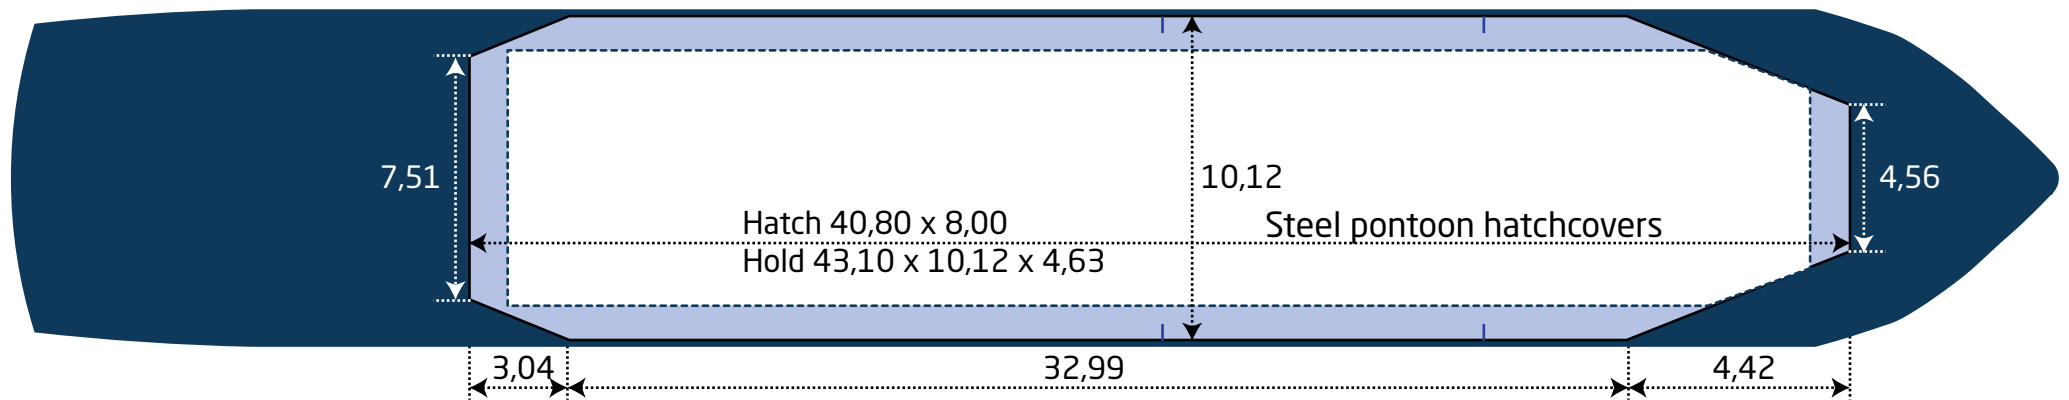 7,51
10,12
4,56
Hatch 40,80 x 8,00
Steel pontoon hatchcovers
Hold 43,10 x 10,12 x 4,63
3,04
32,99
4,42